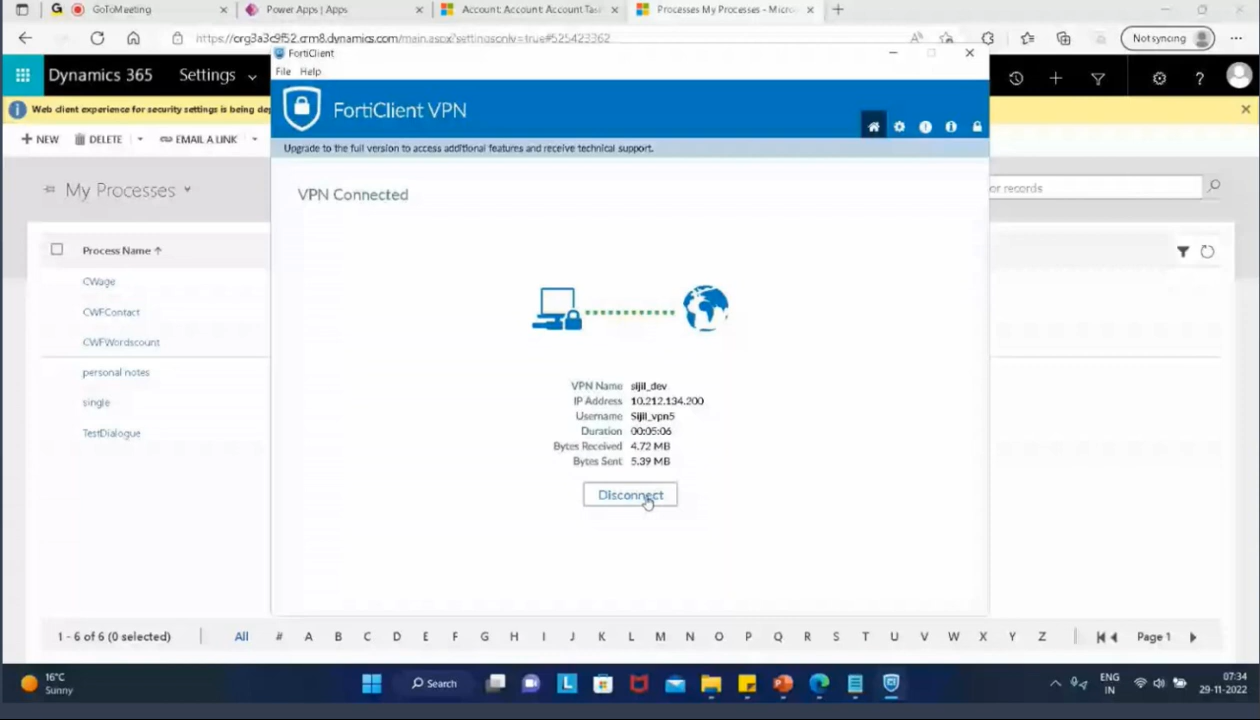 GoToMeeting
Power Apps | Apps
Account: Account: Account Tas
Processes My Processes - Micro
https://org3a3c9f52.crm8.dynamics.com/main.aspx?settingsonly=true#525423362
Not syncing
FortiClient
File Help
Dynamics 365
Settings
FortiClient VPN
Web client experience for security settings is being de
Upgrade to the full version to access additional features and receive technical support.
NEW
DELETE
EMAIL A LINK
My Processes
VPN Connected
or records
Process Name
CWage
CWFContact
CWFWordscount
personal notes
single
TestDialogue
VPN Name sijil_dev
IP Address 10.212.134.200
Username Sijil_vpn5
Duration 00:05:06
Bytes Received 4.72 MB
Bytes Sent 5.39 MB
Disconnect
1 - 6 of 6 (0 selected)
All # A B C D E F G H I J K L M N O P Q R S T U V W X Y Z
Page 1
16°C
Sunny
Search
ENG
IN
07:34
29-11-2022